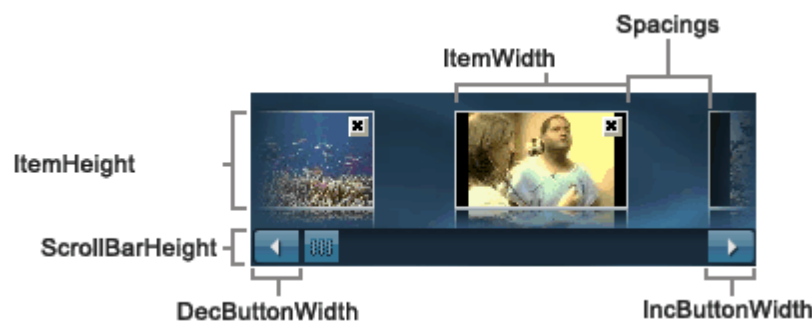 Spacings
ItemWidth
ItemHeight
ScrollBarHeight
DecButtonWidth
IncButtonWidth